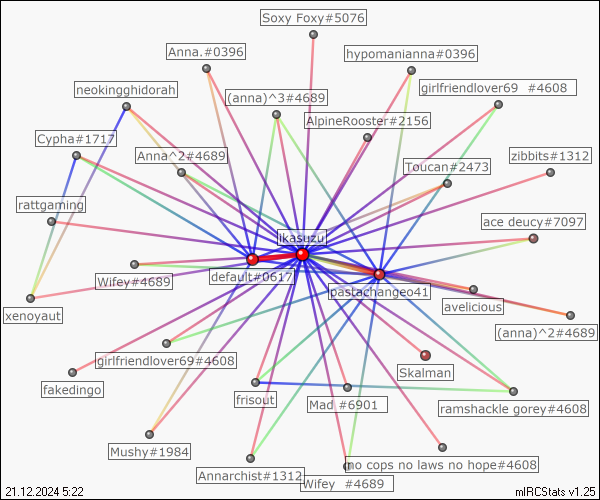 Soxy Foxy#5076
Anna.#0396
hypomanianna#0396
neokingghidorah
(anna)^3#4689
girlfriendlover69 #4608
AlpineRooster#2156
Cypha#1717
Anna^2#4689
zibbits#1312
Toucan#2473
rattgaming
ace deucy#7097
ikasuzu
Wifey#4689
default#0617
pastachangeo41
avelicious
xenoyaut
(anna)^2#4689
girlfriendlover69#4608
Skalman
fakedingo
frisout
Mad #6901
ramshackle gorey#4608
Mushy#1984
no cops no laws no hope#4608
Annarchist#1312
Wifey #4689
21.12.2024 5:22
mIRCStats v1.25